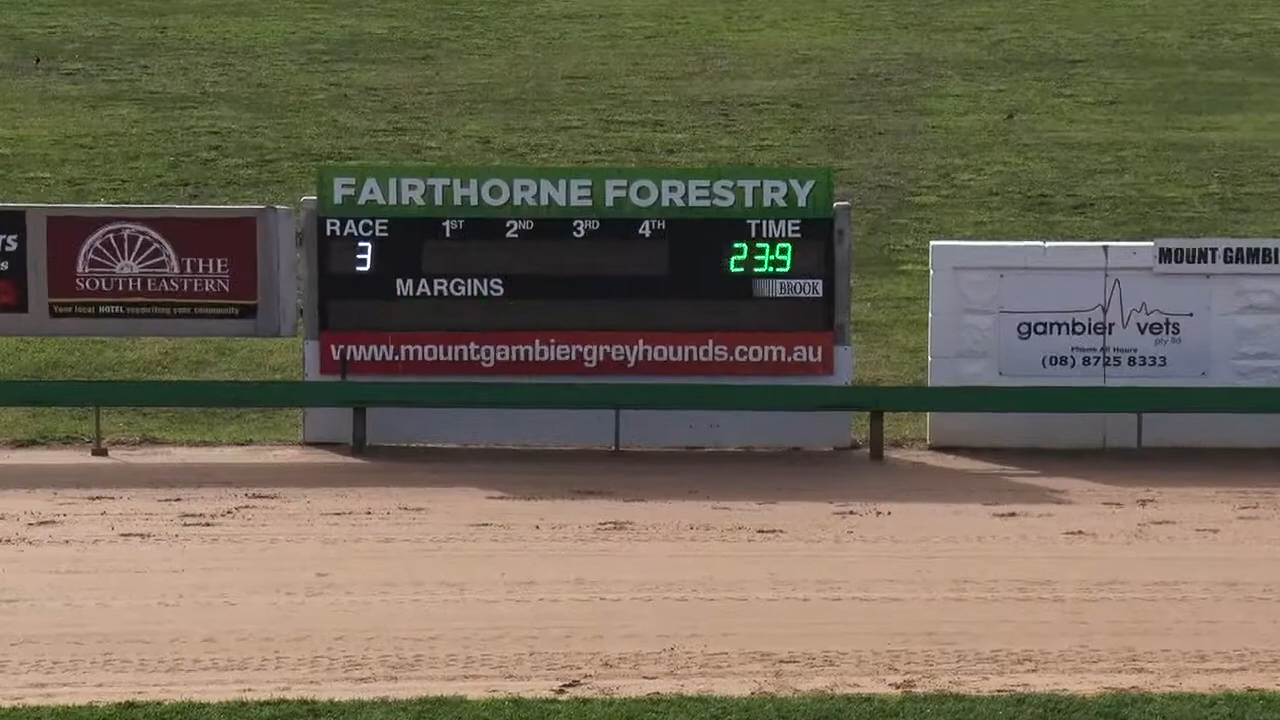 FAIRTHORNE FORESTRY
RACE 1ST 2ND 3RD 4TH TIME
3 23:9
MARGINS BROOK
www.mountgambiergreyhounds.com.au
THE
SOUTH EASTERN
Your local HOTEL supporting your community
MOUNT GAMBI
gambier vets
pty ltd
Phone All Hours
(08) 8725 8333